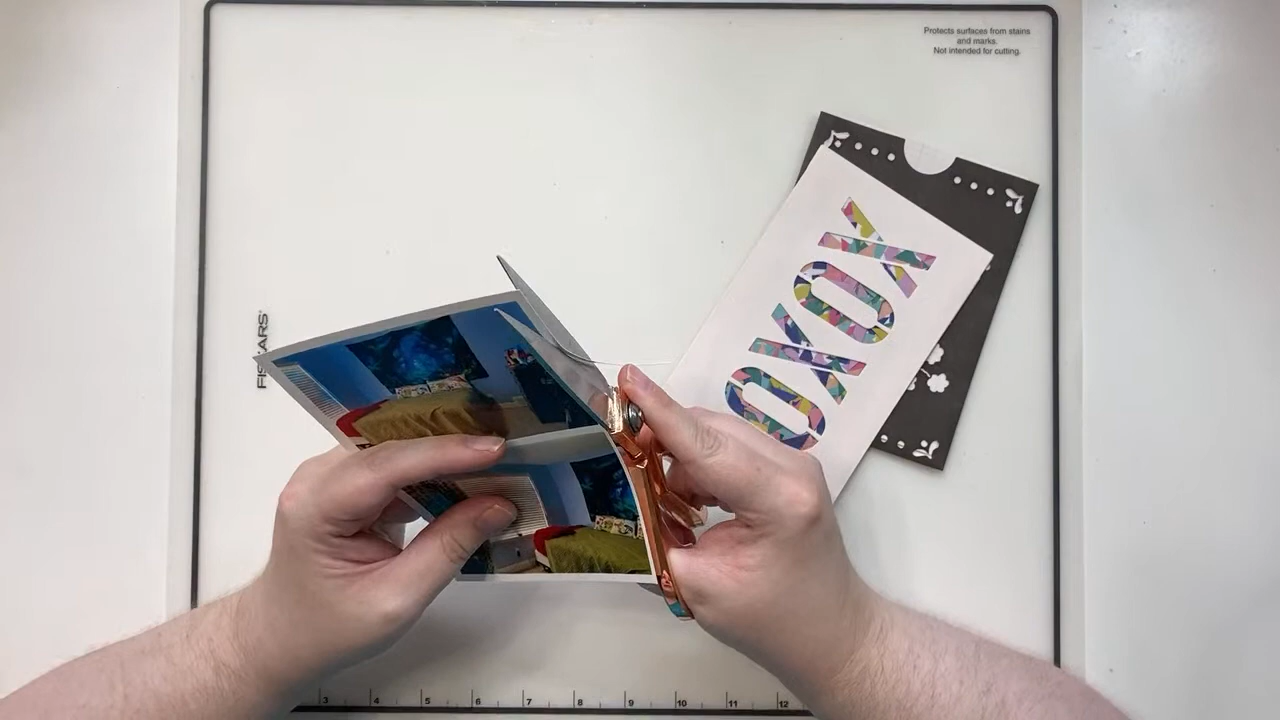 Protects surfaces from stains
and marks.
Not intended for cutting.
OXOX
FISKARS®
3 4 5 6 7 8 9 10 11 12